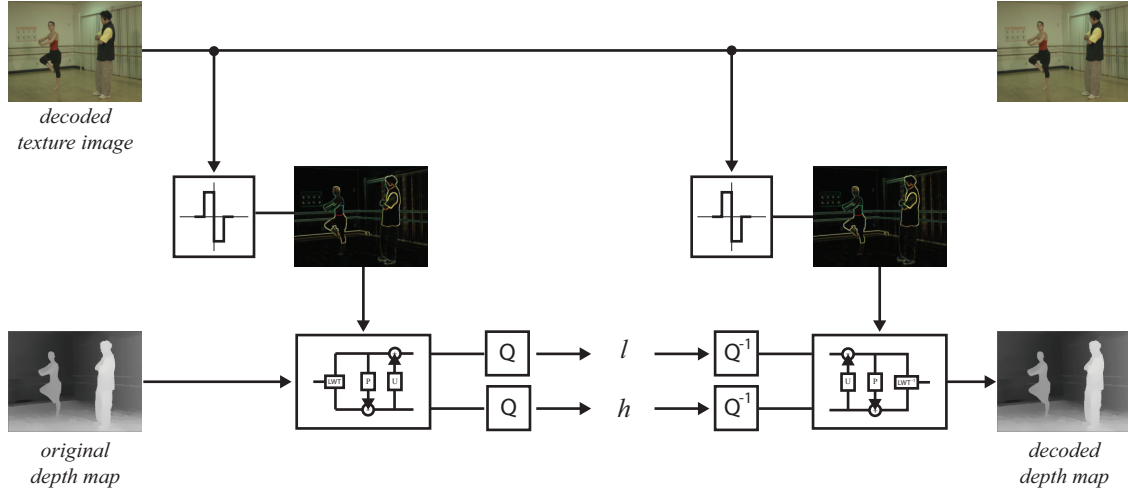 decoded
texture image
LWT
P
U
Q
l
Q-1
Q
h
Q-1
U
P
LWT-1
original
depth map
decoded
depth map